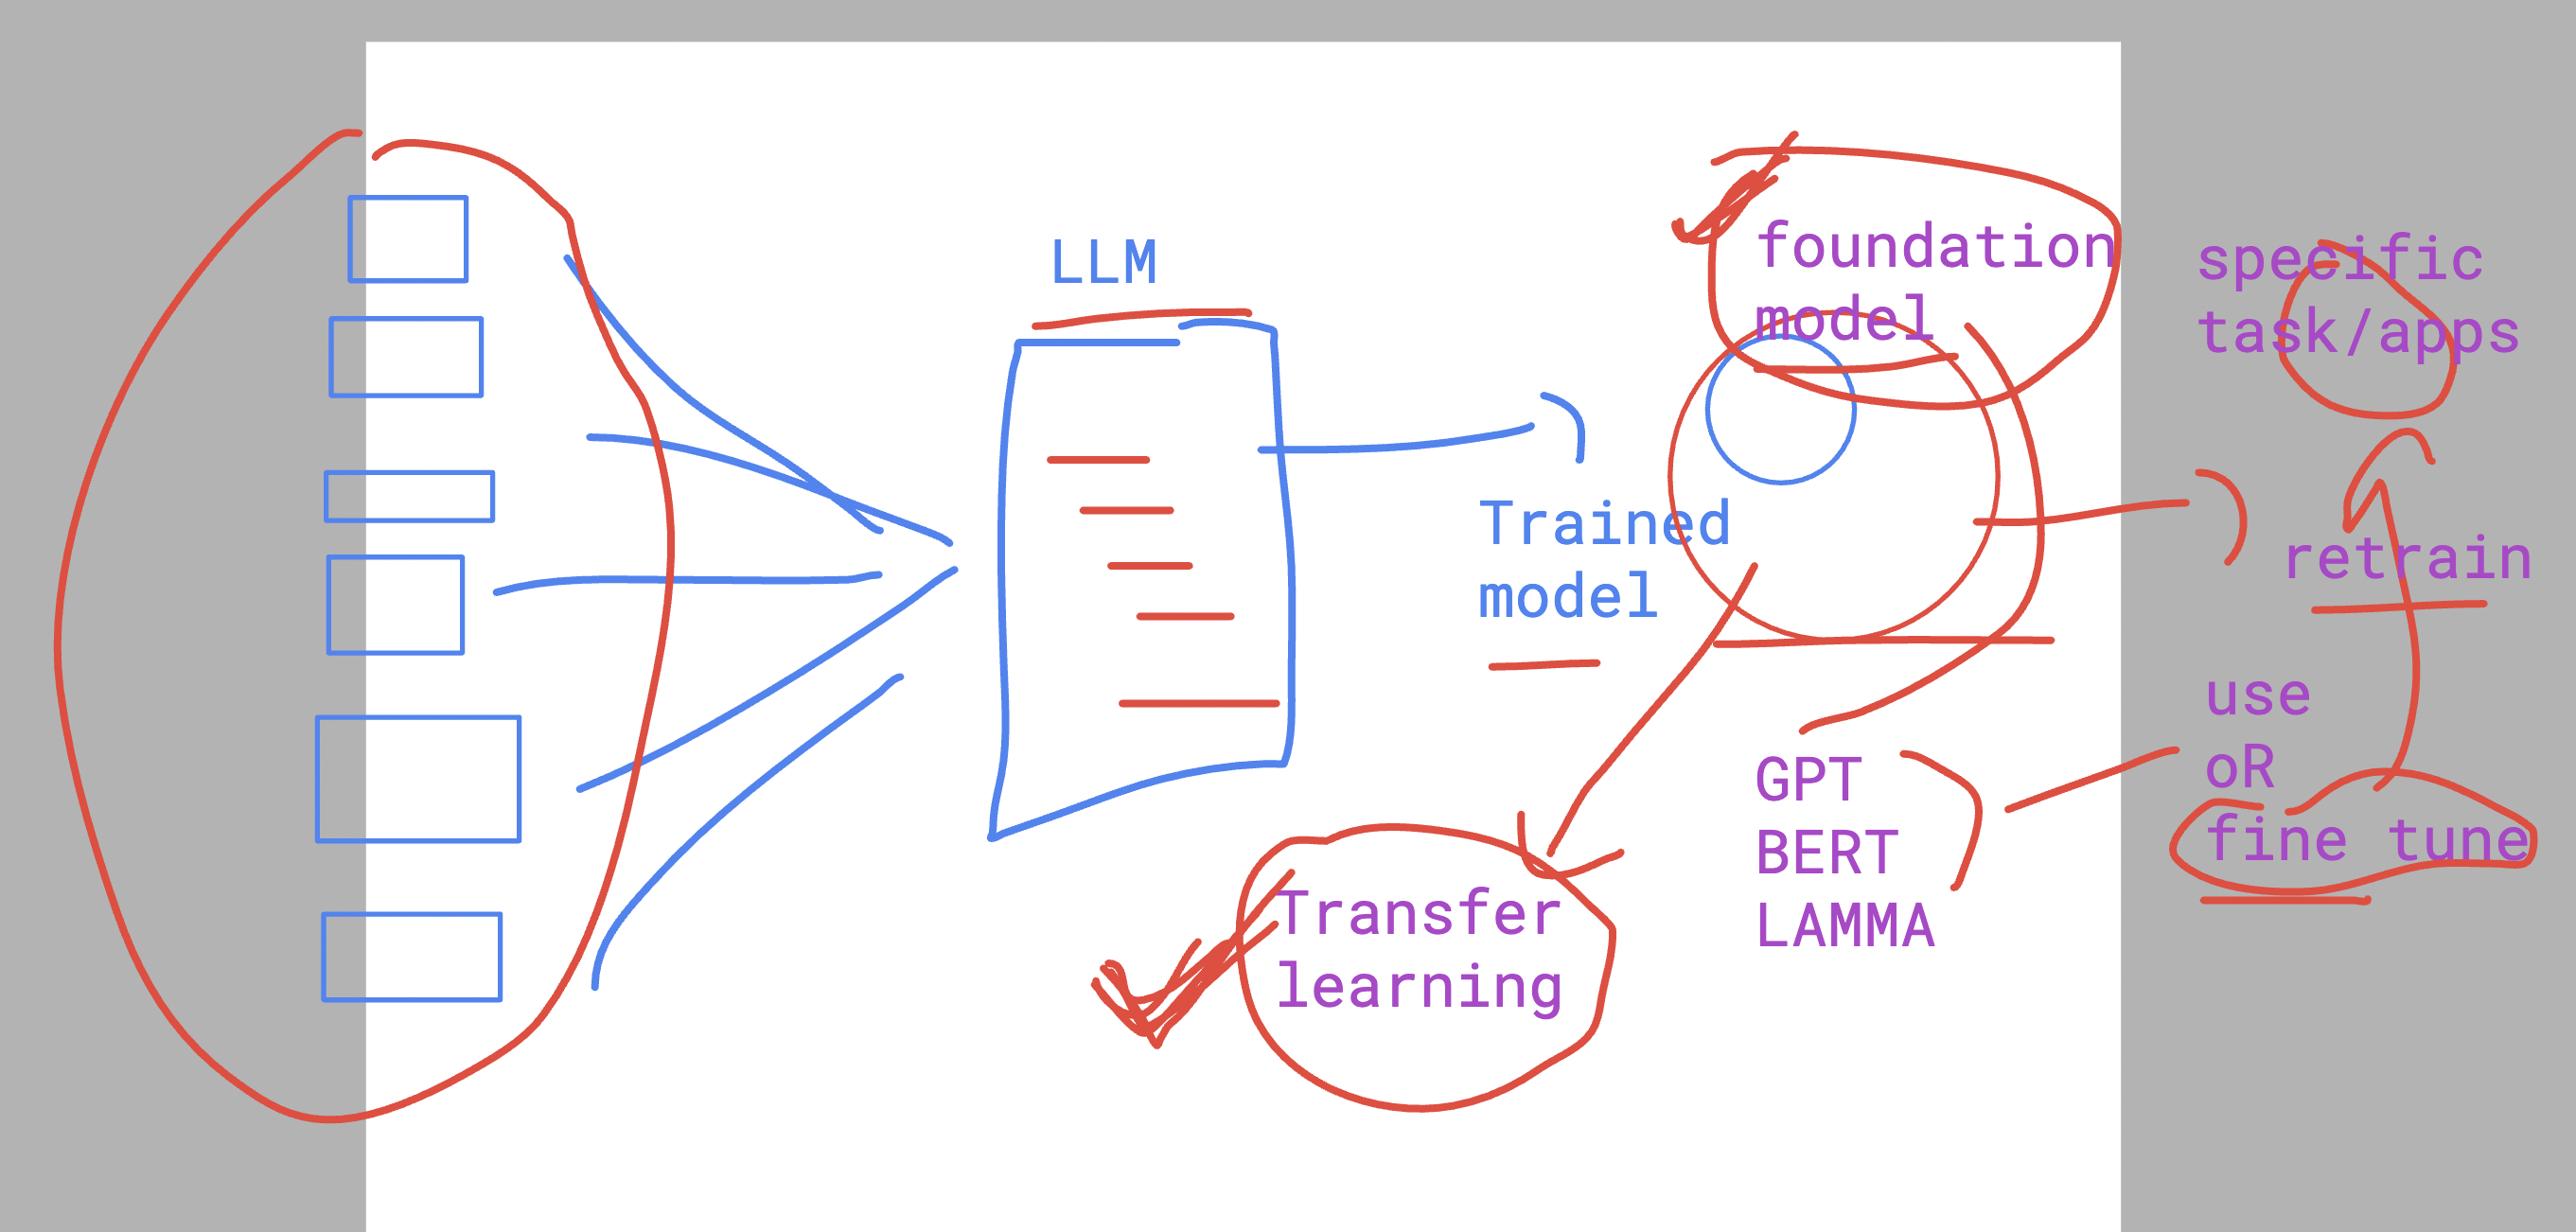 LLM
Trained
model
foundation
model
GPT
BERT
LAMMA
Transfer
learning
specific
task/apps
retrain
use
oR
fine tune